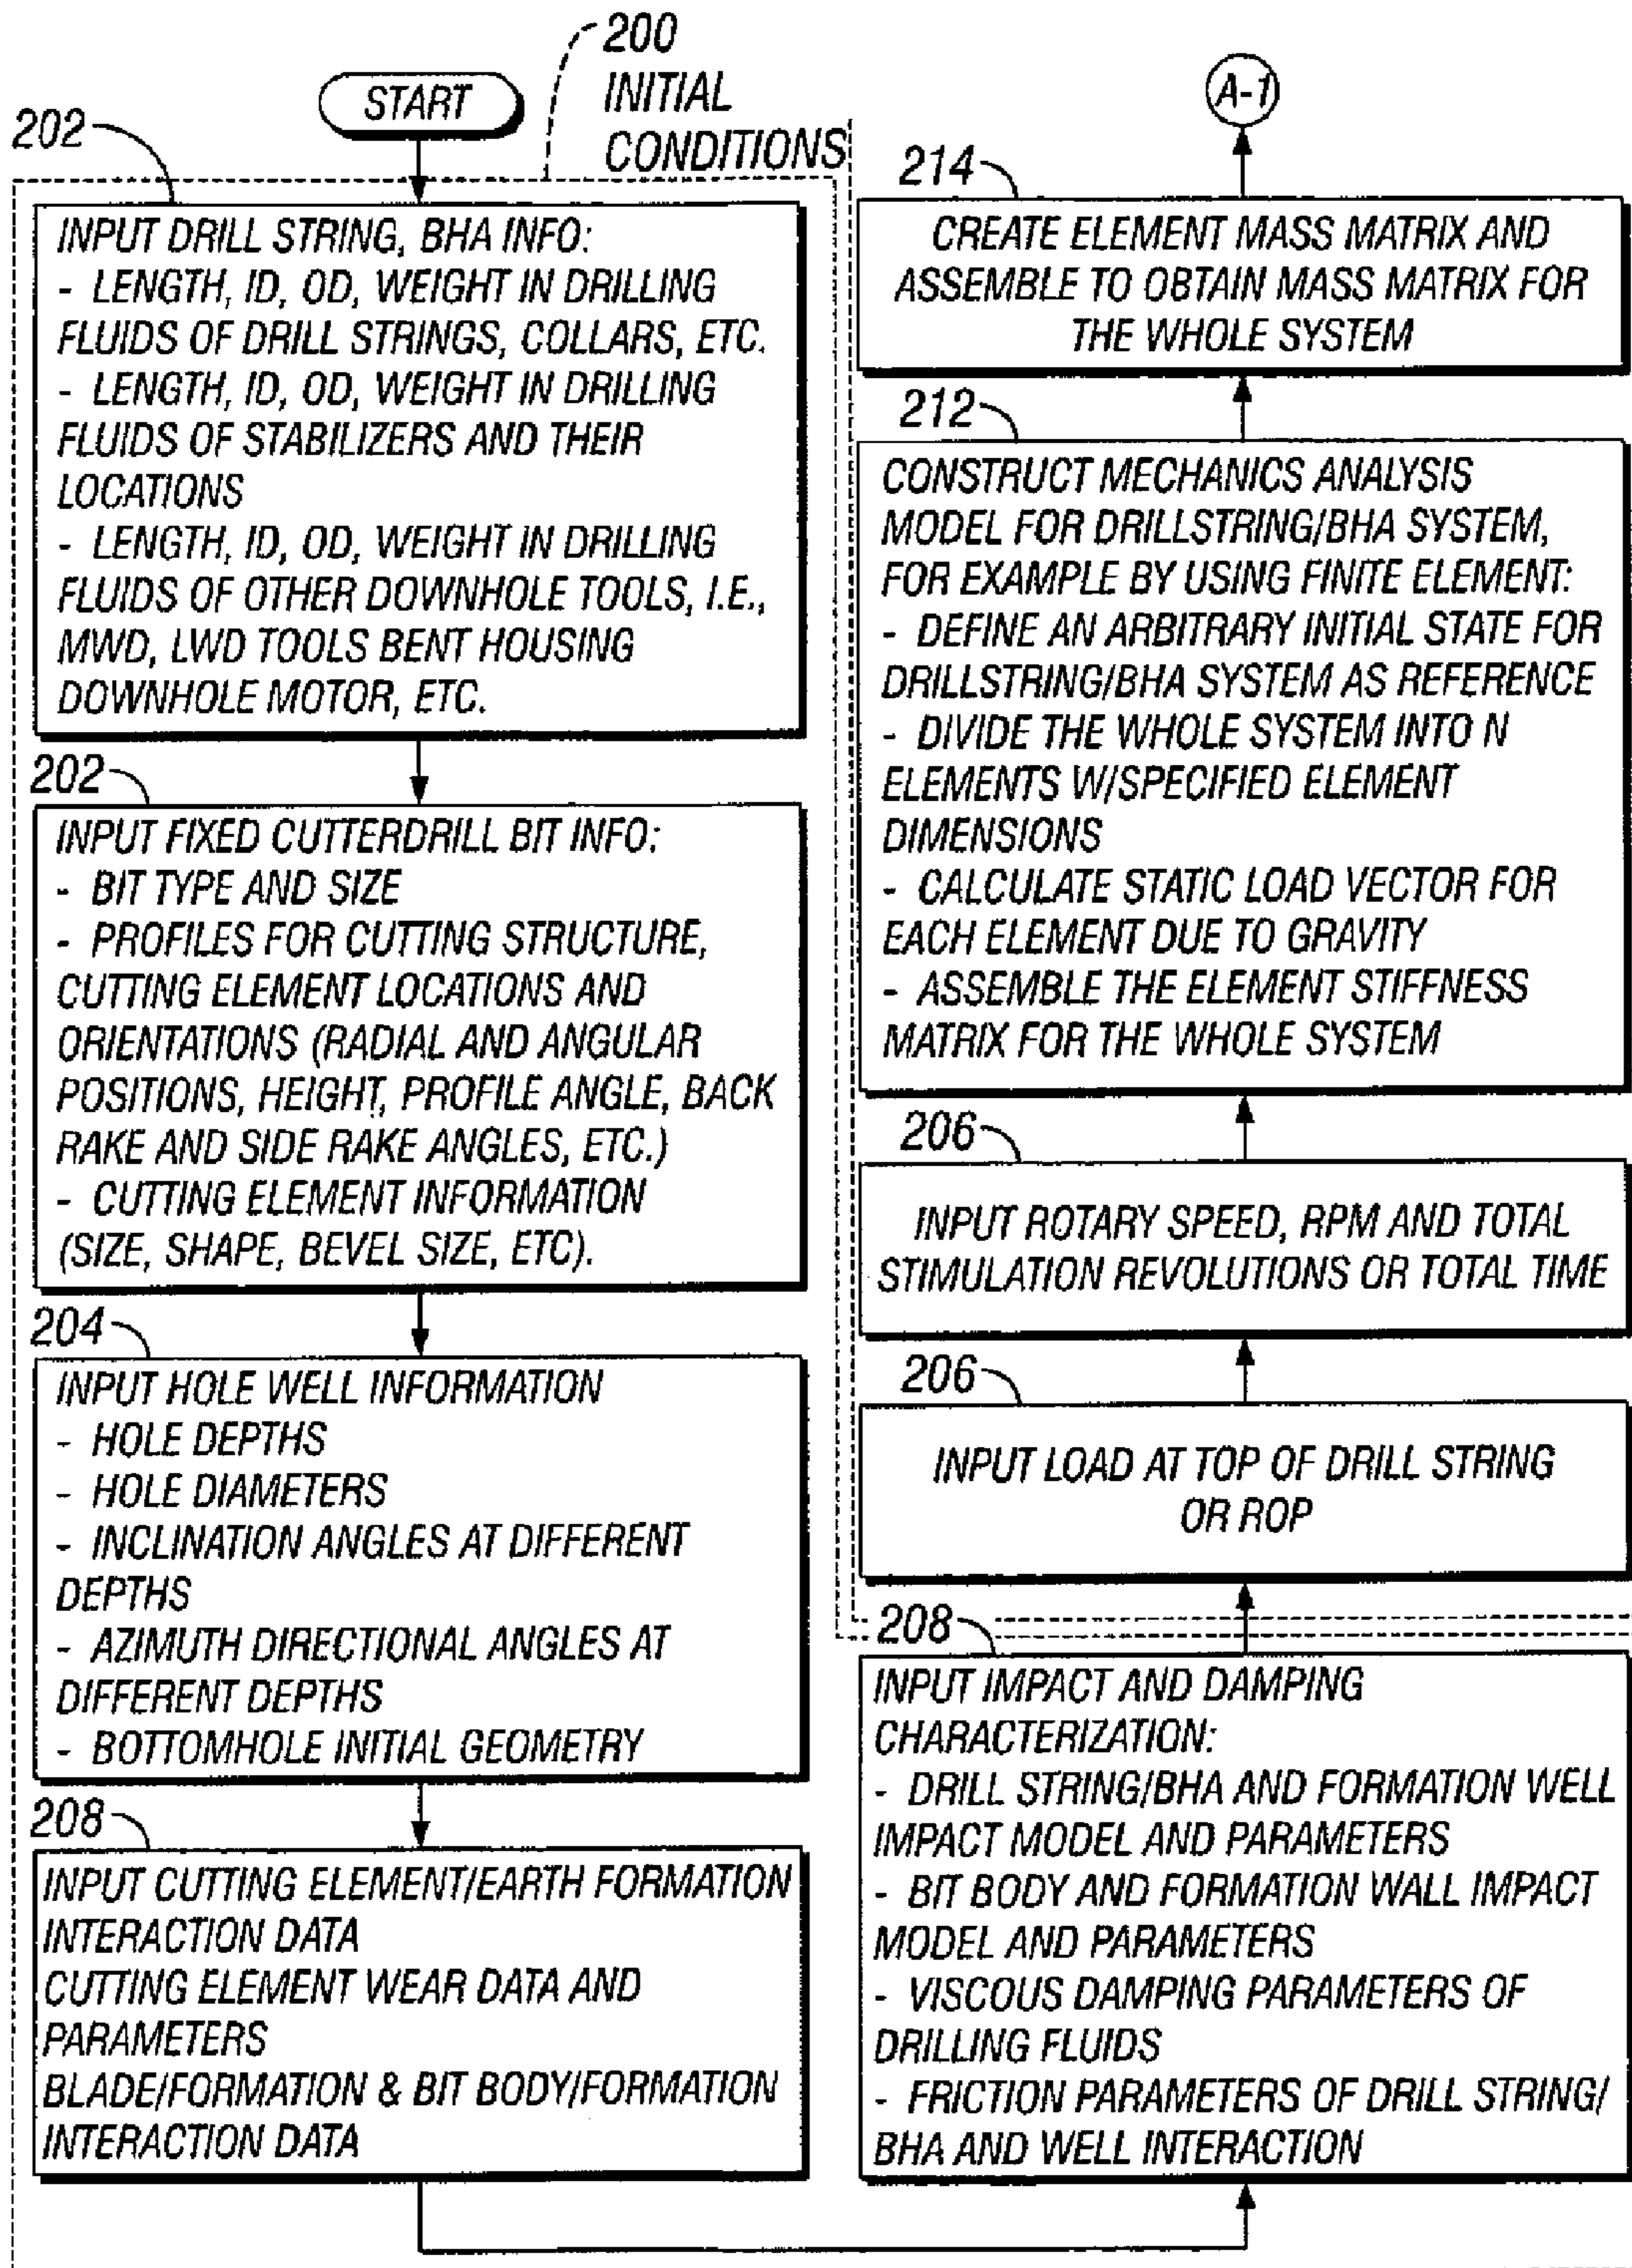 200
INITIAL
CONDITIONS
START
202
INPUT DRILL STRING, BHA INFO:
- LENGTH, ID, OD, WEIGHT IN DRILLING
FLUIDS OF DRILL STRINGS, COLLARS, ETC.
- LENGTH, ID, OD, WEIGHT IN DRILLING
FLUIDS OF STABILIZERS AND THEIR
LOCATIONS
- LENGTH, ID, OD, WEIGHT IN DRILLING
FLUIDS OF OTHER DOWNHOLE TOOLS, I.E.,
MWD, LWD TOOLS BENT HOUSING
DOWNHOLE MOTOR, ETC.
202
INPUT FIXED CUTTERDRILL BIT INFO:
- BIT TYPE AND SIZE
- PROFILES FOR CUTTING STRUCTURE,
CUTTING ELEMENT LOCATIONS AND
ORIENTATIONS (RADIAL AND ANGULAR
POSITIONS, HEIGHT, PROFILE ANGLE, BACK
RAKE AND SIDE RAKE ANGLES, ETC.)
- CUTTING ELEMENT INFORMATION
(SIZE, SHAPE, BEVEL SIZE, ETC).
204
INPUT HOLE WELL INFORMATION
- HOLE DEPTHS
- HOLE DIAMETERS
- INCLINATION ANGLES AT DIFFERENT
DEPTHS
- AZIMUTH DIRECTIONAL ANGLES AT
DIFFERENT DEPTHS
- BOTTOMHOLE INITIAL GEOMETRY
208
INPUT CUTTING ELEMENT/EARTH FORMATION
INTERACTION DATA
CUTTING ELEMENT WEAR DATA AND
PARAMETERS
BLADE/FORMATION & BIT BODY/FORMATION
INTERACTION DATA
A-1
214
CREATE ELEMENT MASS MATRIX AND
ASSEMBLE TO OBTAIN MASS MATRIX FOR
THE WHOLE SYSTEM
212
CONSTRUCT MECHANICS ANALYSIS
MODEL FOR DRILLSTRING/BHA SYSTEM,
FOR EXAMPLE BY USING FINITE ELEMENT:
- DEFINE AN ARBITRARY INITIAL STATE FOR
DRILLSTRING/BHA SYSTEM AS REFERENCE
- DIVIDE THE WHOLE SYSTEM INTO N
ELEMENTS W/SPECIFIED ELEMENT
DIMENSIONS
- CALCULATE STATIC LOAD VECTOR FOR
EACH ELEMENT DUE TO GRAVITY
- ASSEMBLE THE ELEMENT STIFFNESS
MATRIX FOR THE WHOLE SYSTEM
206
INPUT ROTARY SPEED, RPM AND TOTAL
STIMULATION REVOLUTIONS OR TOTAL TIME
206
INPUT LOAD AT TOP OF DRILL STRING
OR ROP
208
INPUT IMPACT AND DAMPING
CHARACTERIZATION:
- DRILL STRING/BHA AND FORMATION WELL
IMPACT MODEL AND PARAMETERS
- BIT BODY AND FORMATION WALL IMPACT
MODEL AND PARAMETERS
- VISCOUS DAMPING PARAMETERS OF
DRILLING FLUIDS
- FRICTION PARAMETERS OF DRILL STRING/
BHA AND WELL INTERACTION